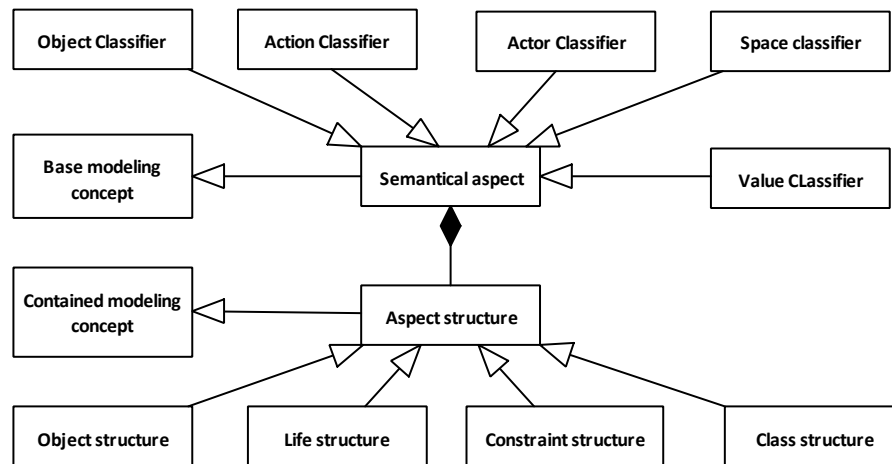 Object Classifier
Action Classifier
Actor Classifier
Space classifier
Base modeling
concept
Semantical aspect
Value CLassifier
Contained modeling
concept
Aspect structure
Object structure
Life structure
Constraint structure
Class structure